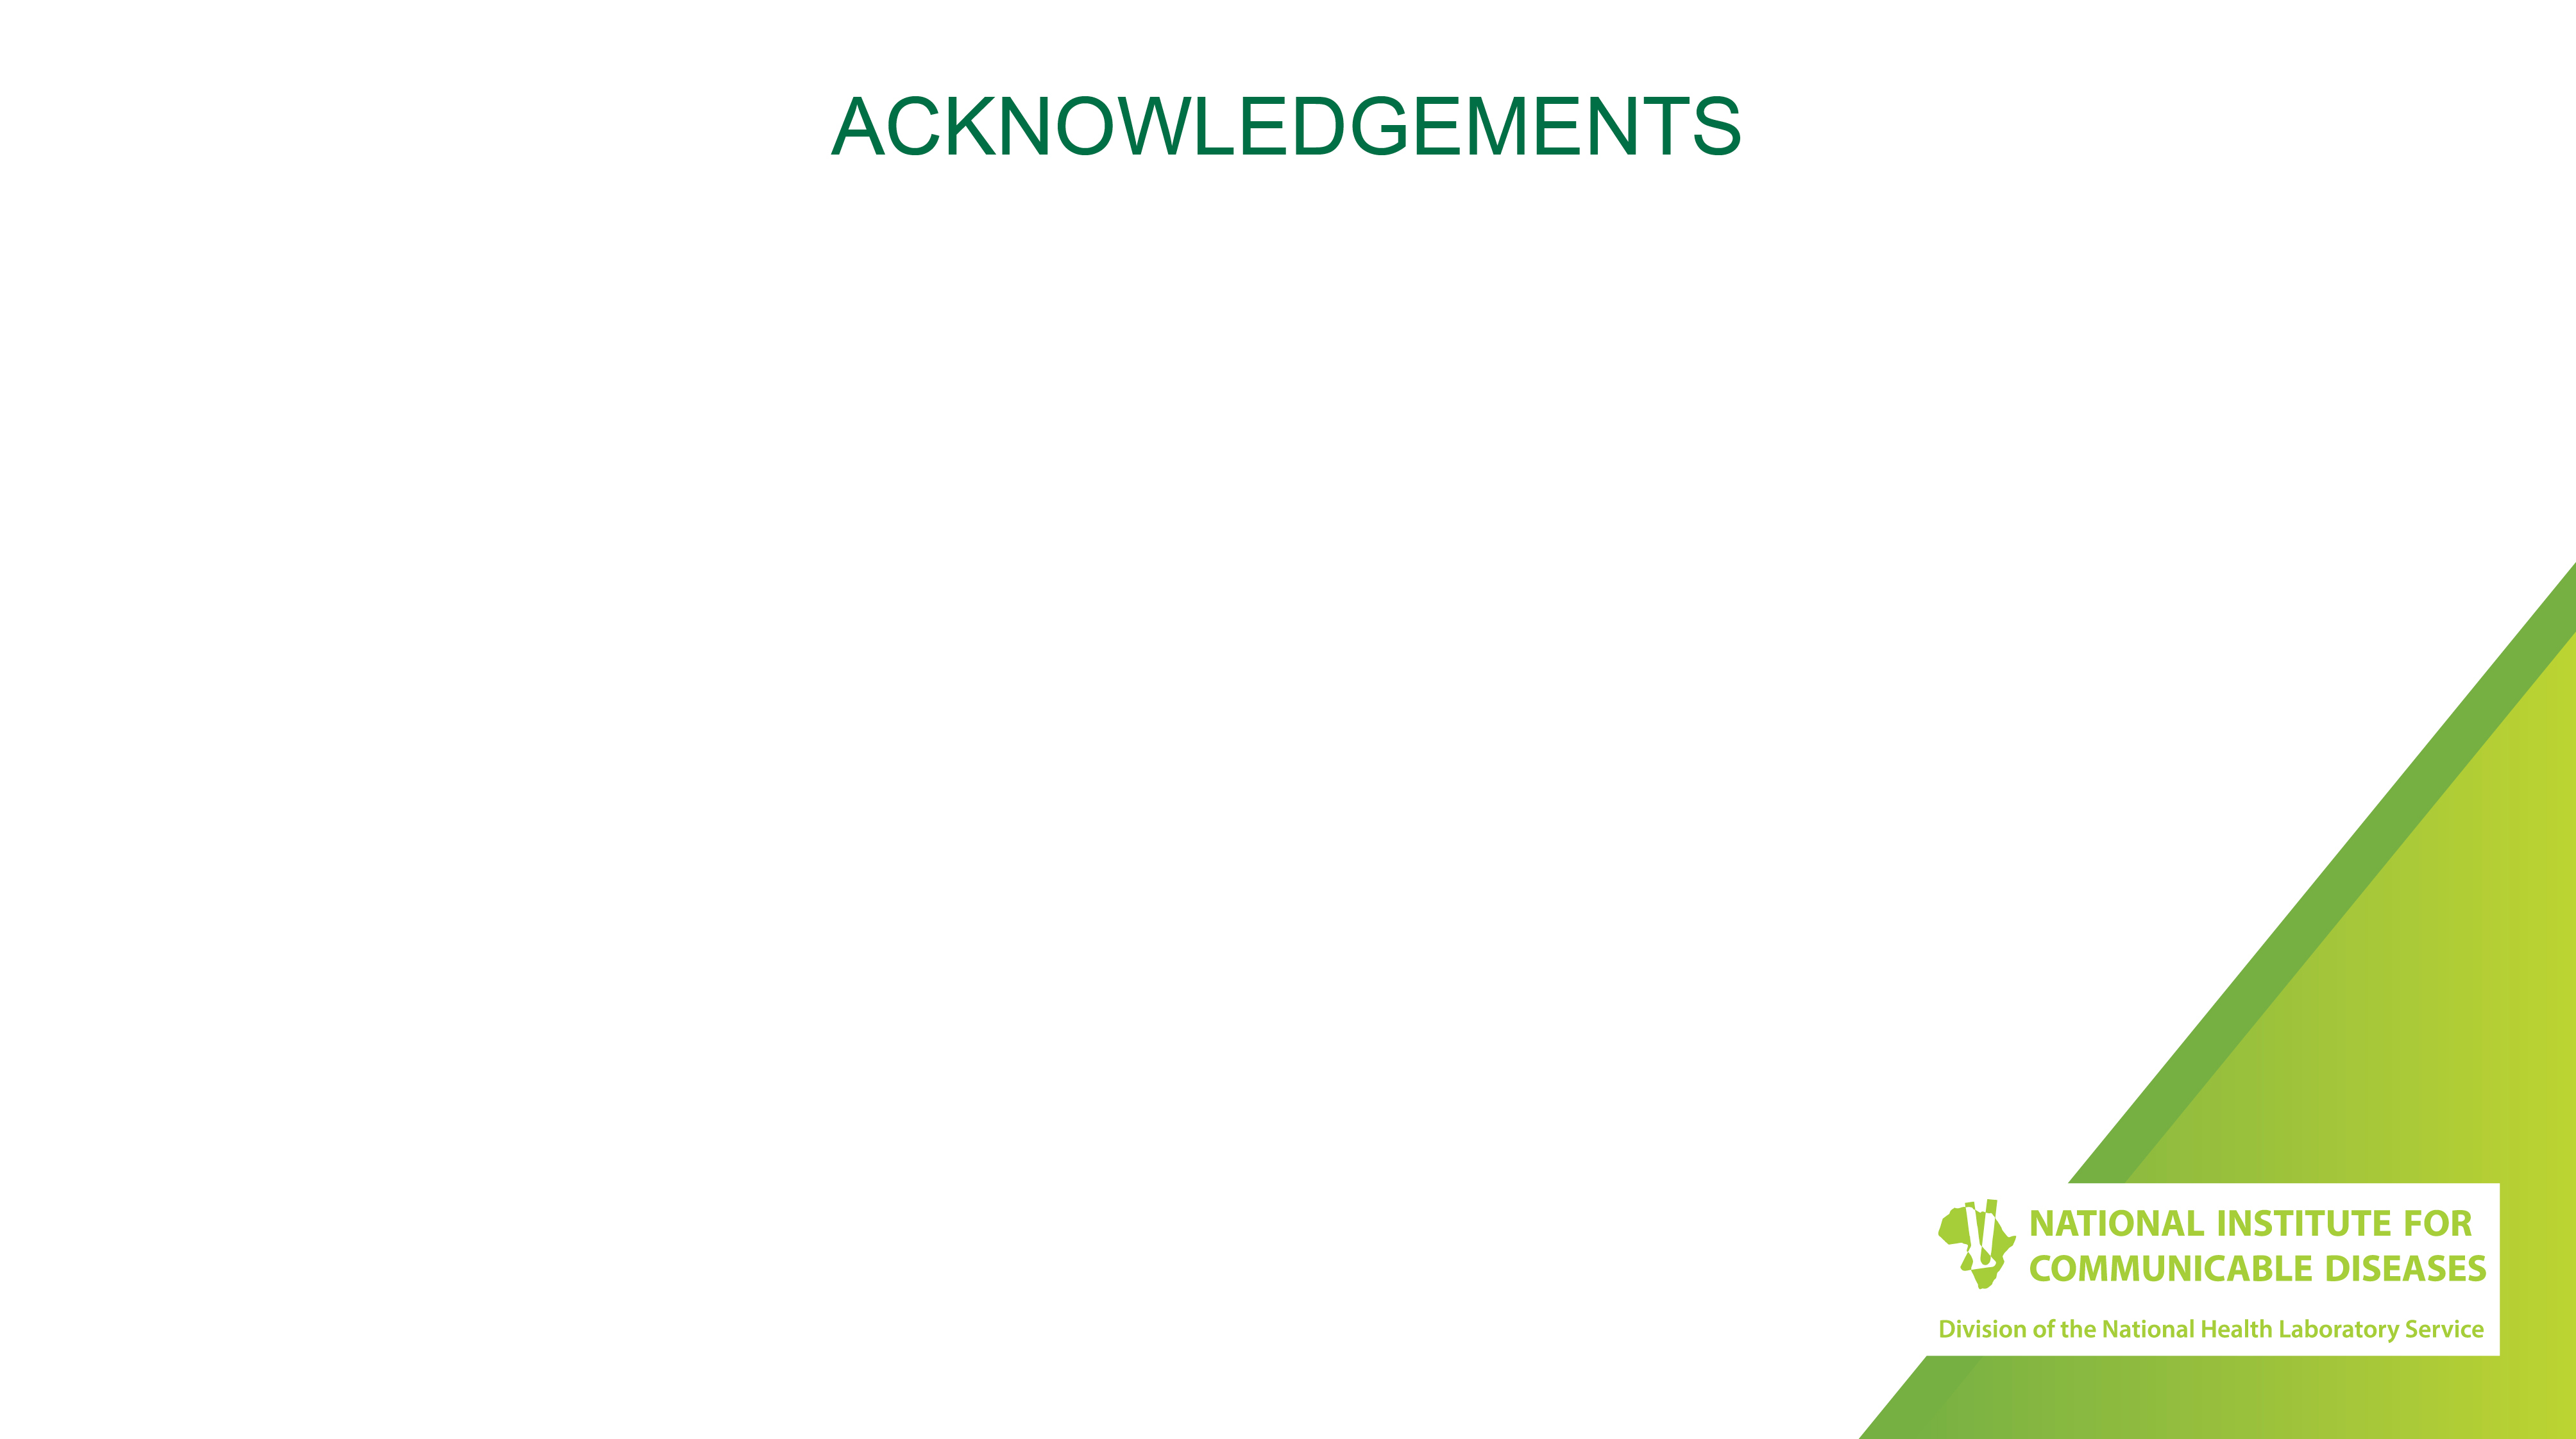 ACKNOWLEDGEMENTS
NATIONAL INSTITUTE FOR
COMMUNICABLE DISEASES
Division of the National Health Laboratory Service